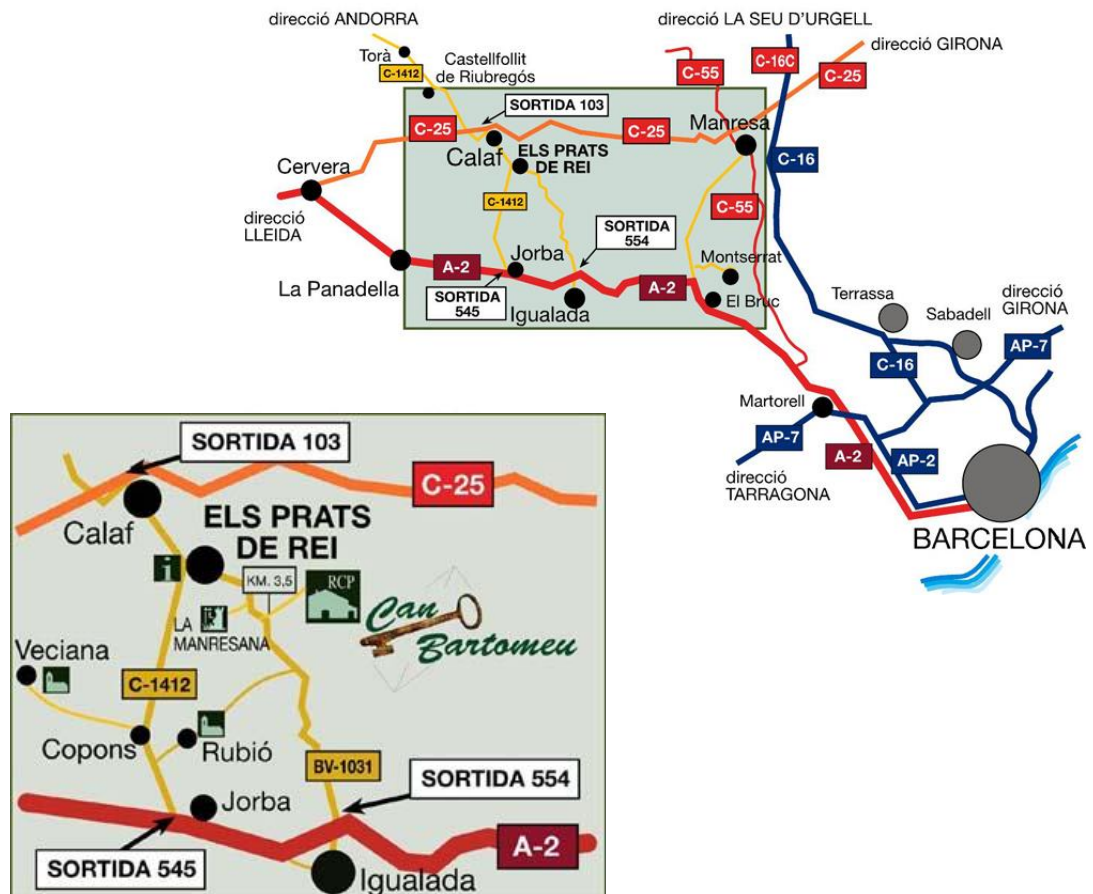 direcció ANDORRA
direcció LA SEU D'URGELL
direcció GIRONA
Torà
C-1412
Castellfollit
de Riubregós
C-55
C-16C
C-25
SORTIDA 103
C-25
C-25
Manresa
Calaf
ELS PRATS
DE REI
C-16
Cervera
C-1412
C-55
direcció
LLEIDA
SORTIDA
554
Jorba
Montserrat
A-2
A-2
La Panadella
SORTIDA
545
Igualada
El Bruc
Terrassa
Sabadell
direcció
GIRONA
AP-7
C-16
Martorell
AP-7
A-2
AP-2
direcció
TARRAGONA
BARCELONA
SORTIDA 103
C-25
Calaf
ELS PRATS
DE REI
i
KM. 3,5
RCP
LA
MANRESANA
Can
Bartomeu
Veciana
C-1412
Copons
Rubió
BV-1031
SORTIDA 554
Jorba
A-2
SORTIDA 545
Igualada